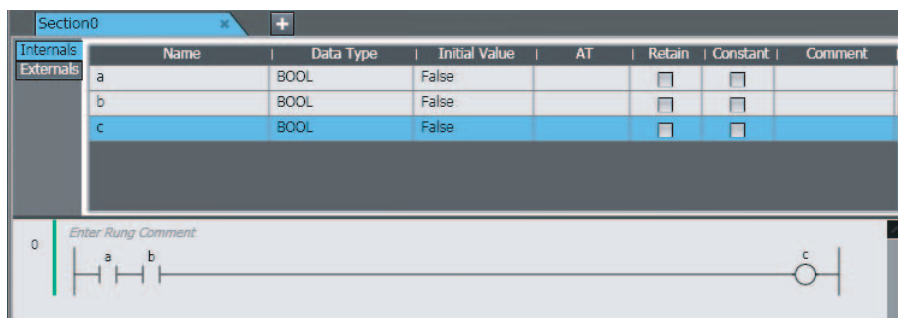 Section0 × +
Internals
Externals
Name Data Type Initial Value AT Retain Constant Comment
a BOOL False
b BOOL False
c BOOL False
Enter Rung Comment
0
a b c